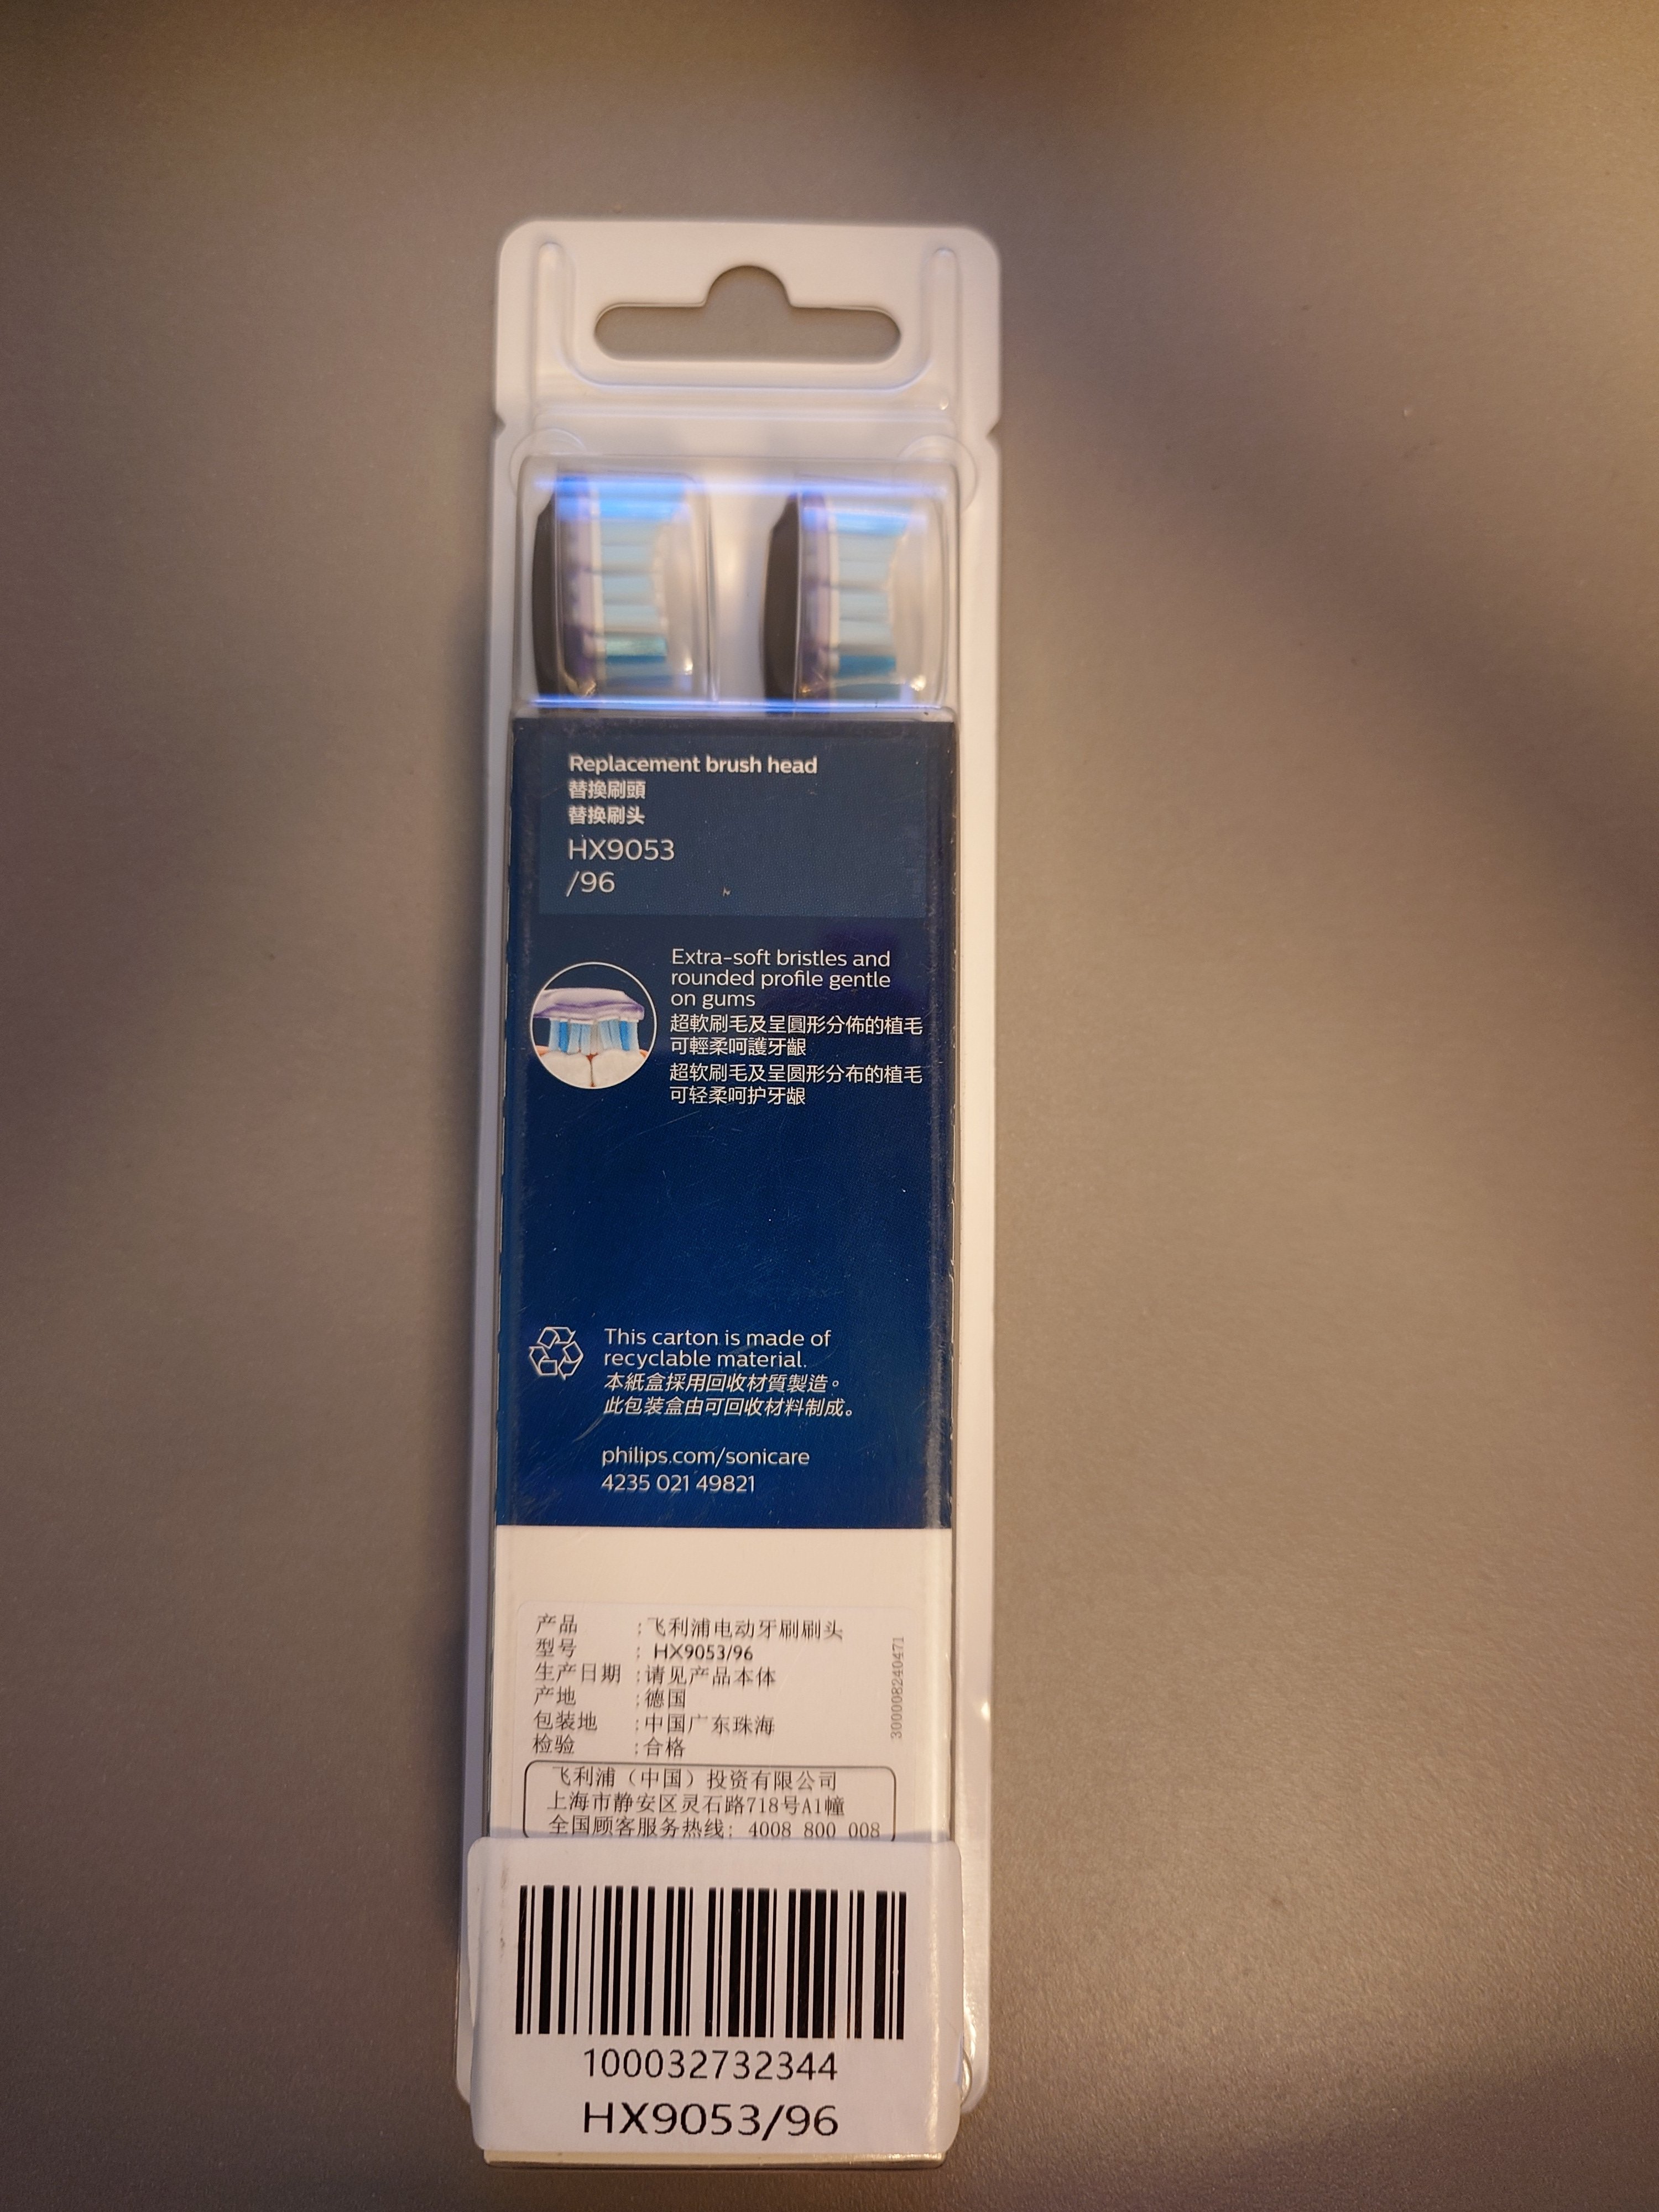 Replacement brush head
替換刷頭
替换刷头
HX9053
/96
Extra-soft bristles and
rounded profile gentle
on gums
超軟刷毛及呈圓形分佈的植毛
可輕柔呵護牙齦
超软刷毛及呈圆形分布的植毛
可轻柔呵护牙龈
This carton is made of
recyclable material.
本紙盒採用回收材質製造。
此包装盒由可回收材料制成。
philips.com/sonicare
4235 021 49821
产品 :飞利浦电动牙刷刷头
型号 : HX9053/96
生产日期 :请见产品本体
产地 :德国
包装地 :中国广东珠海
检验 :合格
300008240471
飞利浦（中国）投资有限公司
上海市静安区灵石路718号A1幢
全国顾客服务热线: 4008 800 008
100032732344
HX9053/96